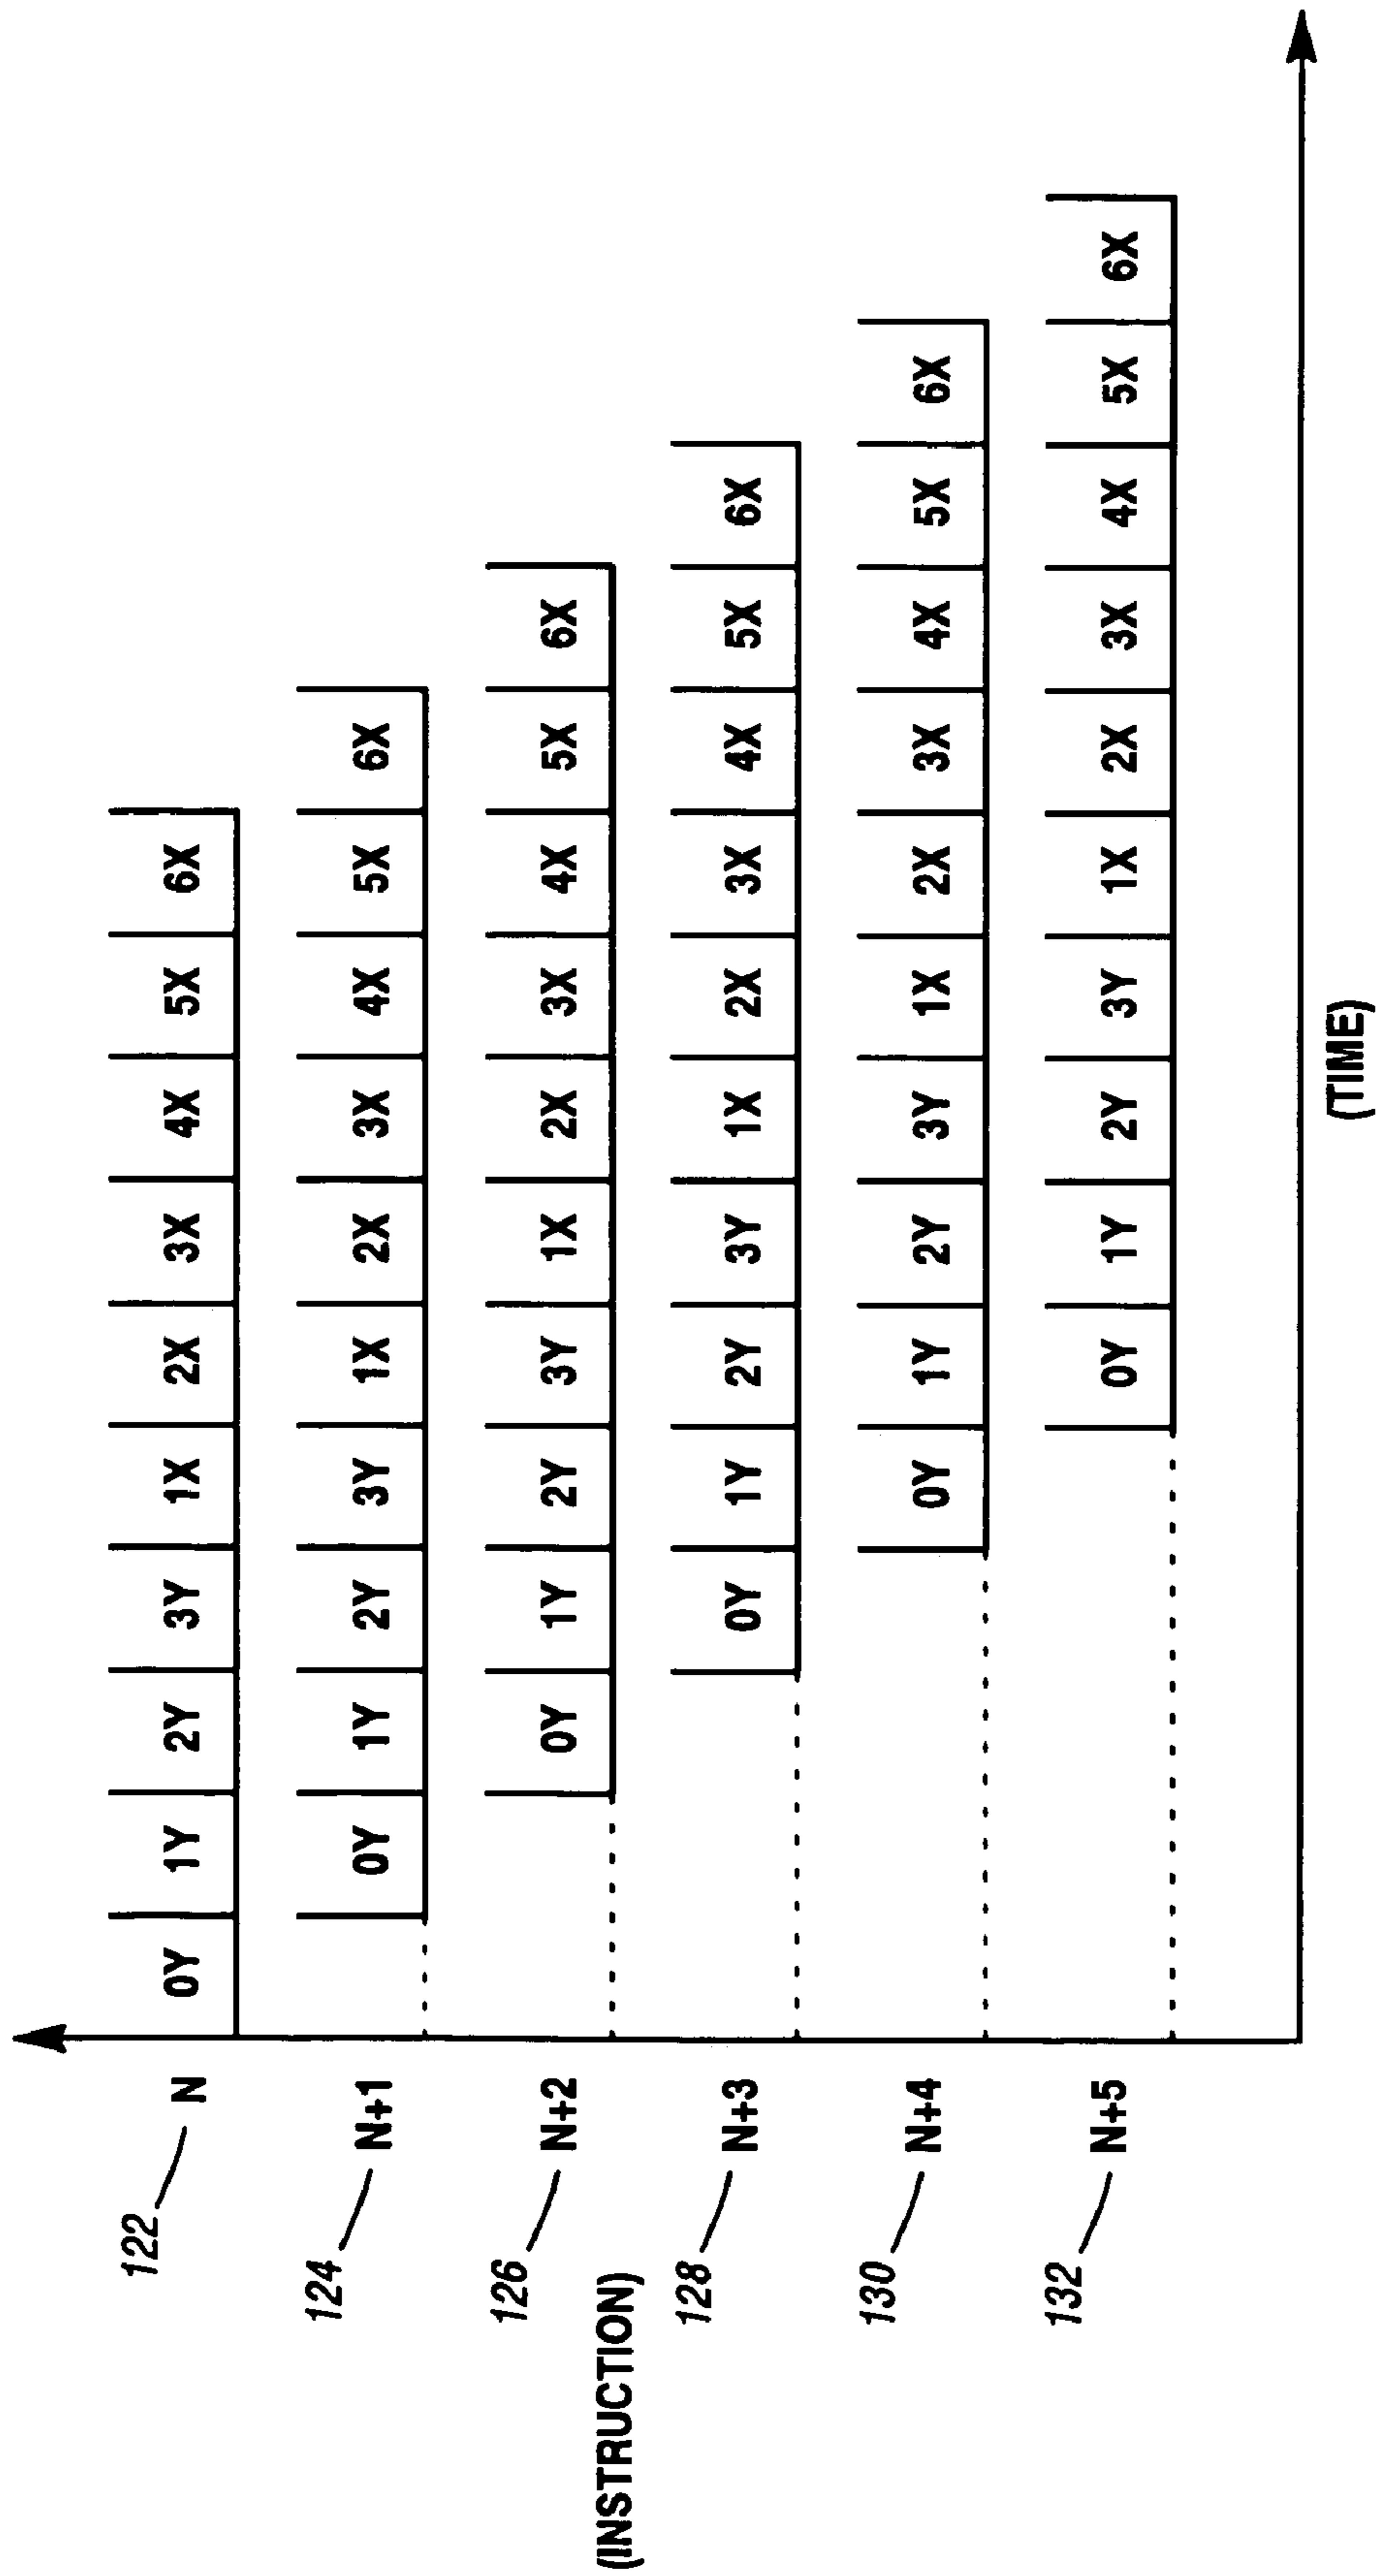 122 N 0Y 1Y 2Y 3Y 1X 2X 3X 4X 5X 6X
124 N+1 0Y 1Y 2Y 3Y 1X 2X 3X 4X 5X 6X
126 N+2 0Y 1Y 2Y 3Y 1X 2X 3X 4X 5X 6X
(INSTRUCTION)
128 N+3 0Y 1Y 2Y 3Y 1X 2X 3X 4X 5X 6X
130 N+4 0Y 1Y 2Y 3Y 1X 2X 3X 4X 5X 6X
132 N+5 0Y 1Y 2Y 3Y 1X 2X 3X 4X 5X 6X
(TIME)